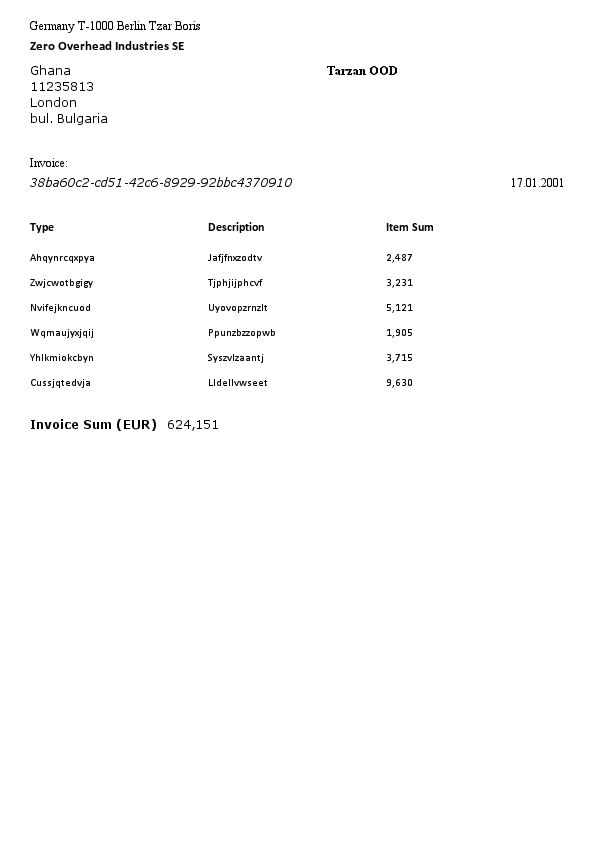 Germany T-1000 Berlin Tzar Boris
Zero Overhead Industries SE
Ghana Tarzan OOD
11235813
London
bul. Bulgaria
Invoice:
38ba60c2-cd51-42c6-8929-92bbc4370910 17.01.2001
Type Description Item Sum
Ahqynrcqxpya Jafjfnxzodtv 2,487
Zwjcwotbgigy Tjphjijphcvf 3,231
Nvifejkncuod Uyovopzrnzlt 5,121
Wqmaujyxjqij Ppunzbzzopwb 1,905
Yhlkmiokcbyn Syszvlzaantj 3,715
Cussjqtedvja Lldellvwseet 9,630
Invoice Sum (EUR) 624,151